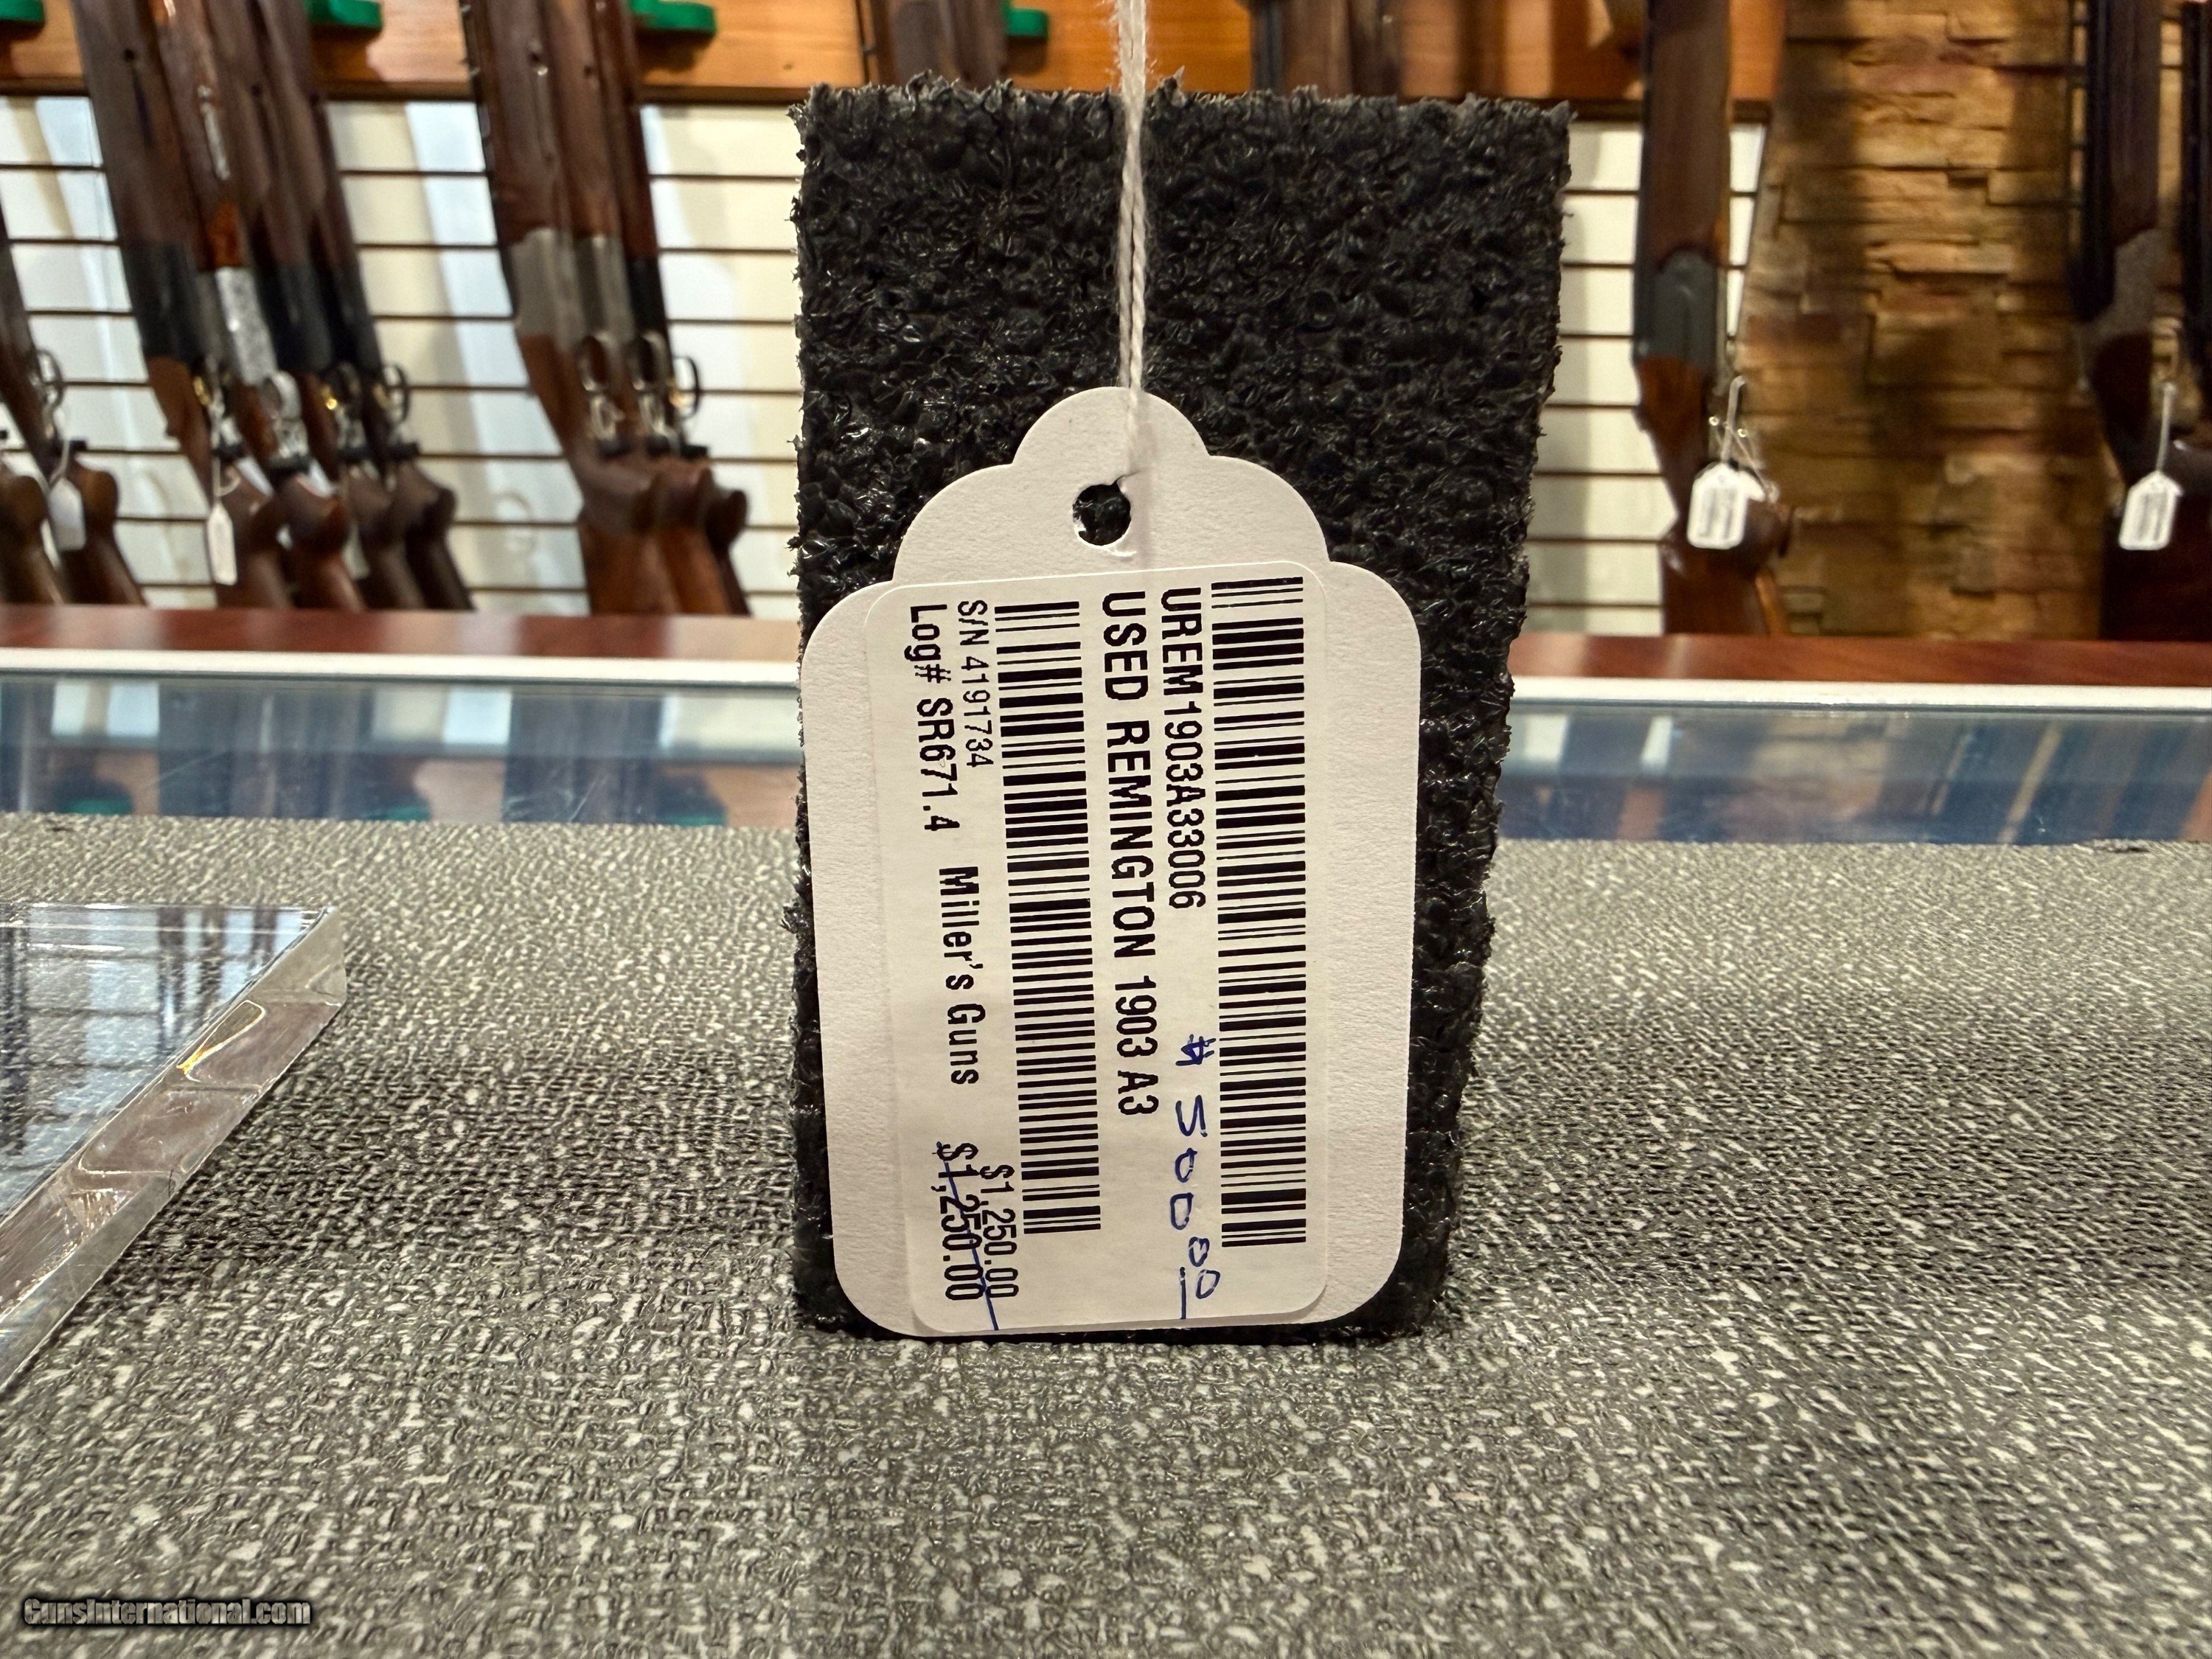 UREM1903A33006
$ 500.00
USED REMINGTON 1903 A3
$1,250.00
S/N 4191734
Log# SR671.4 Miller's Guns $1,250.00
GunsInternational.com